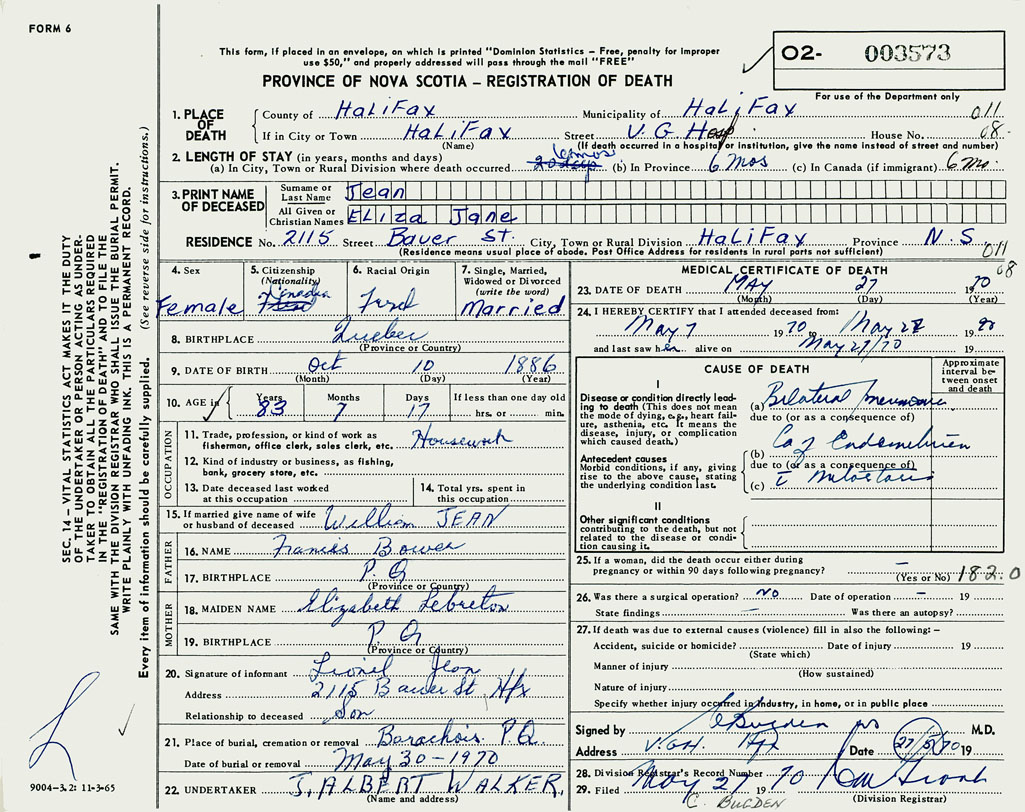 FORM 6
This form, if placed in an envelope, on which is printed "Dominion Statistics – Free, penalty for improper
use $50," and properly addressed will pass through the mail "FREE"
PROVINCE OF NOVA SCOTIA – REGISTRATION OF DEATH
O2- 003573
For use of the Department only
1. PLACE OF DEATH County of HaLiFax Municipality of HaLiFax 011
If in City or Town HaLiFax Street V. G Hosp House No. 08
(Name) (If death occurred in a hospital or institution, give the name instead of street and number)
2. LENGTH OF STAY (in years, months and days)
(a) In City, Town or Rural Division where death occurred 6 mos (b) in Province 6 Mos (c) In Canada (if immigrant) 6 Mo.
3. PRINT NAME OF DECEASED Surname or Last Name Jean
All Given or Christian Names ELiza Jane
RESIDENCE No. 2115 Street Bauer St. City, Town or Rural Division HaLiFax Province N.S
(Residence means usual place of abode. Post Office Address for residents in rural parts not sufficient) 011
08
4. Sex Female
5. Citizenship (Nationality) Canadian
6. Racial Origin
7. Single, Married, Widowed or Divorced (write the word) Married
8. BIRTHPLACE Quebec
(Province or Country)
9. DATE OF BIRTH Oct 10 1886
(Month) (Day) (Year)
10. AGE in Years 83 Months 7 Days 17 If less than one day old
hrs. or min.
OCCUPATION
11. Trade, profession, or kind of work as
fisherman, office clerk, sales clerk, etc. Housework
12. Kind of industry or business, as fishing,
bank, grocery store, etc.
13. Date deceased last worked
at this occupation
14. Total yrs. spent in
this occupation
15. If married give name of wife
or husband of deceased William JEAN
FATHER
16. NAME Francis Bower
17. BIRTHPLACE P. Q
(Province or Country)
MOTHER
18. MAIDEN NAME Elizabeth Lebreton
19. BIRTHPLACE P. Q
(Province or Country)
20. Signature of informant Lionel Jean
Address 2115 Bauer St Hfx
Relationship to deceased Son
21. Place of burial, cremation or removal Barachois P.Q
Date of burial or removal May 30 – 1970
22. UNDERTAKER J. ALBERT WALKER.
(Name and address)
MEDICAL CERTIFICATE OF DEATH
23. DATE OF DEATH MAY 27 1970
(Month) (Day) (Year)
24. I HEREBY CERTIFY that I attended deceased from:
May 7 1970 to May 27 19
and last saw her alive on May 27/70 19
CAUSE OF DEATH
Approximate interval between onset and death
I
Disease or condition directly leading to death (This does not
mean the mode of dying, e.g., heart failure,
asthenia, etc. It means the
disease, injury, or complication
which caused death.)
(a) Bilateral pneumonia
due to (or as a consequence of)
Antecedent causes
Morbid conditions, if any, giving
rise to the above cause, stating
the underlying condition last.
(b) Ca of Endometrium
due to (or as a consequence of)
(c)
II
Other significant conditions
contributing to the death, but not
related to the disease or condition
causing it.
25. If a woman, did the death occur either during
pregnancy or within 90 days following pregnancy? –
(Yes or No) 182.0
26. Was there a surgical operation? NO Date of operation – 19
State findings – Was there an autopsy?
27. If death was due to external causes (violence) fill in also the following: –
Accident, suicide or homicide? Date of injury 19
(State which)
Manner of injury
(How sustained)
Nature of injury
Specify whether injury occurred in industry, in home, or in public place
Signed by C Bugden M.D.
Address V.G.H. Hfx Date 27/5/70 19
28. Division Registrar's Record Number
29. Filed May 27 1970
(Division Registrar)
C. BUGDEN
SEC. 14 – VITAL STATISTICS ACT MAKES IT THE DUTY
OF THE UNDERTAKER OR PERSON ACTING AS UNDER-
TAKER TO OBTAIN ALL THE PARTICULARS REQUIRED
IN THE "REGISTRATION OF DEATH" AND TO FILE THE
SAME WITH THE DIVISION REGISTRAR WHO SHALL ISSUE THE BURIAL PERMIT.
WRITE PLAINLY WITH UNFADING INK. THIS IS A PERMANENT RECORD.
Every item of information should be carefully supplied. (See reverse side for instructions.)
9004–3.2: 11-3-65